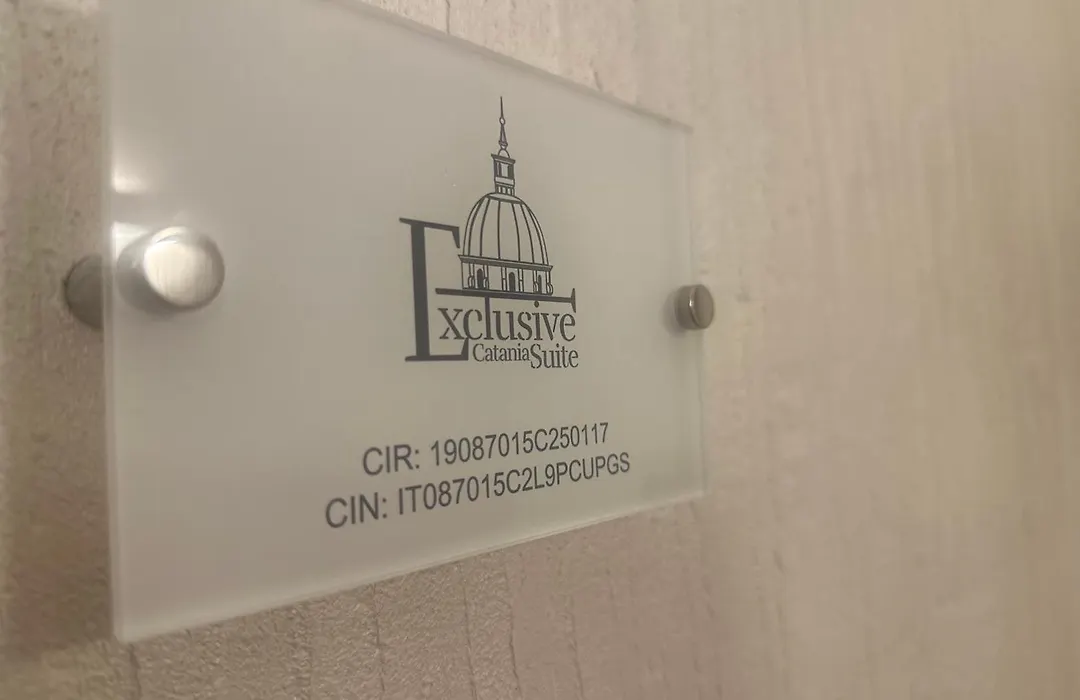 Exclusive
Catania Suite
CIR: 19087015C250117
CIN: IT087015C2L9PCUPGS